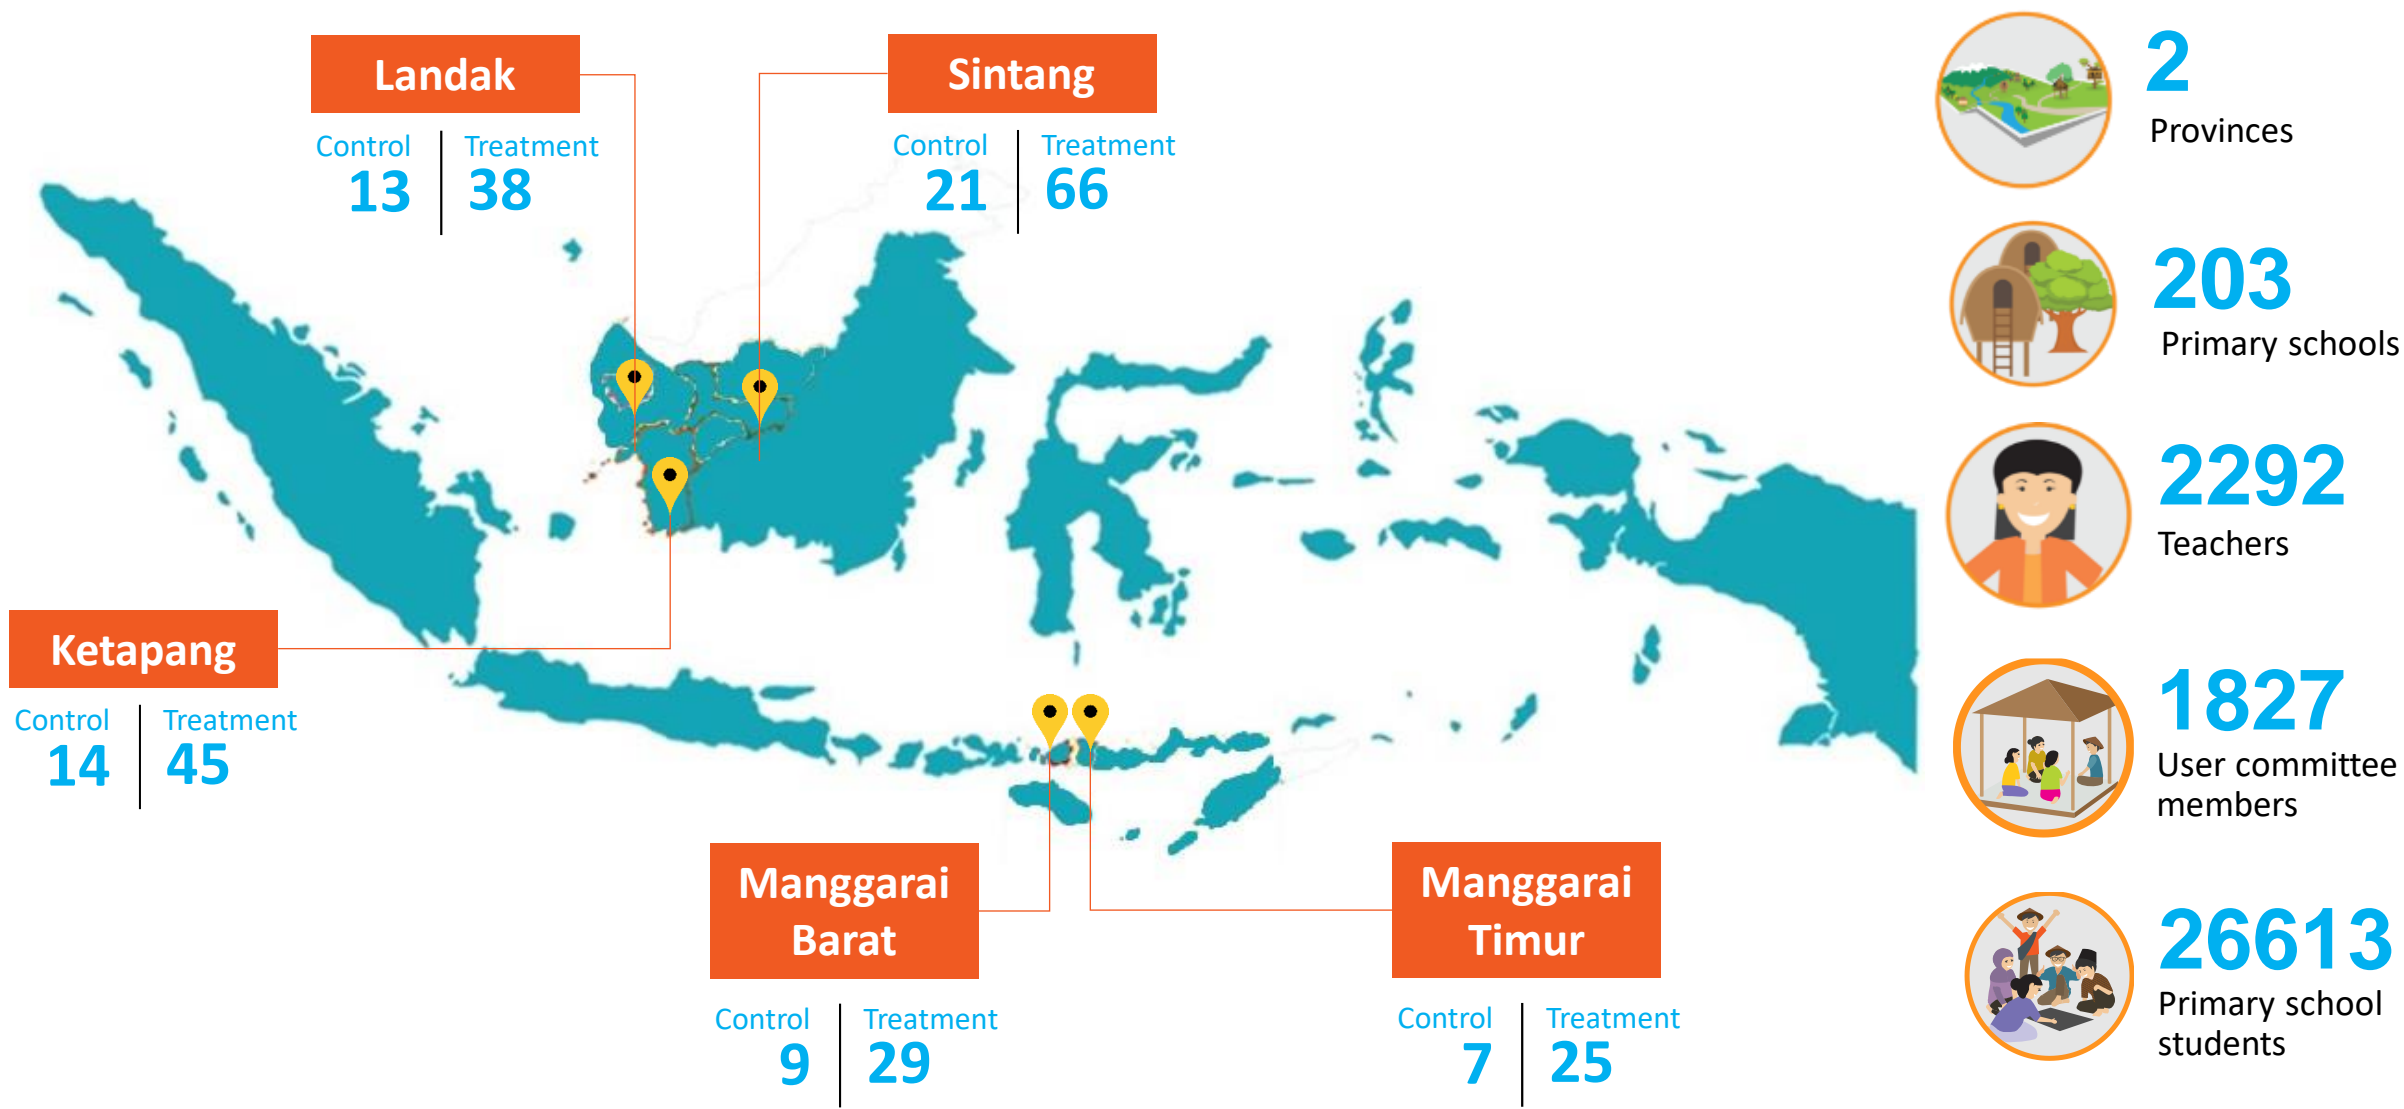 Landak
Control
Treatment
13
38
Sintang
Control
Treatment
21
66
Ketapang
Control
Treatment
14
45
Manggarai
Barat
Control
Treatment
9
29
Manggarai
Timur
Control
Treatment
7
25
2
Provinces
203
Primary schools
2292
Teachers
1827
User committee
members
26613
Primary school
students